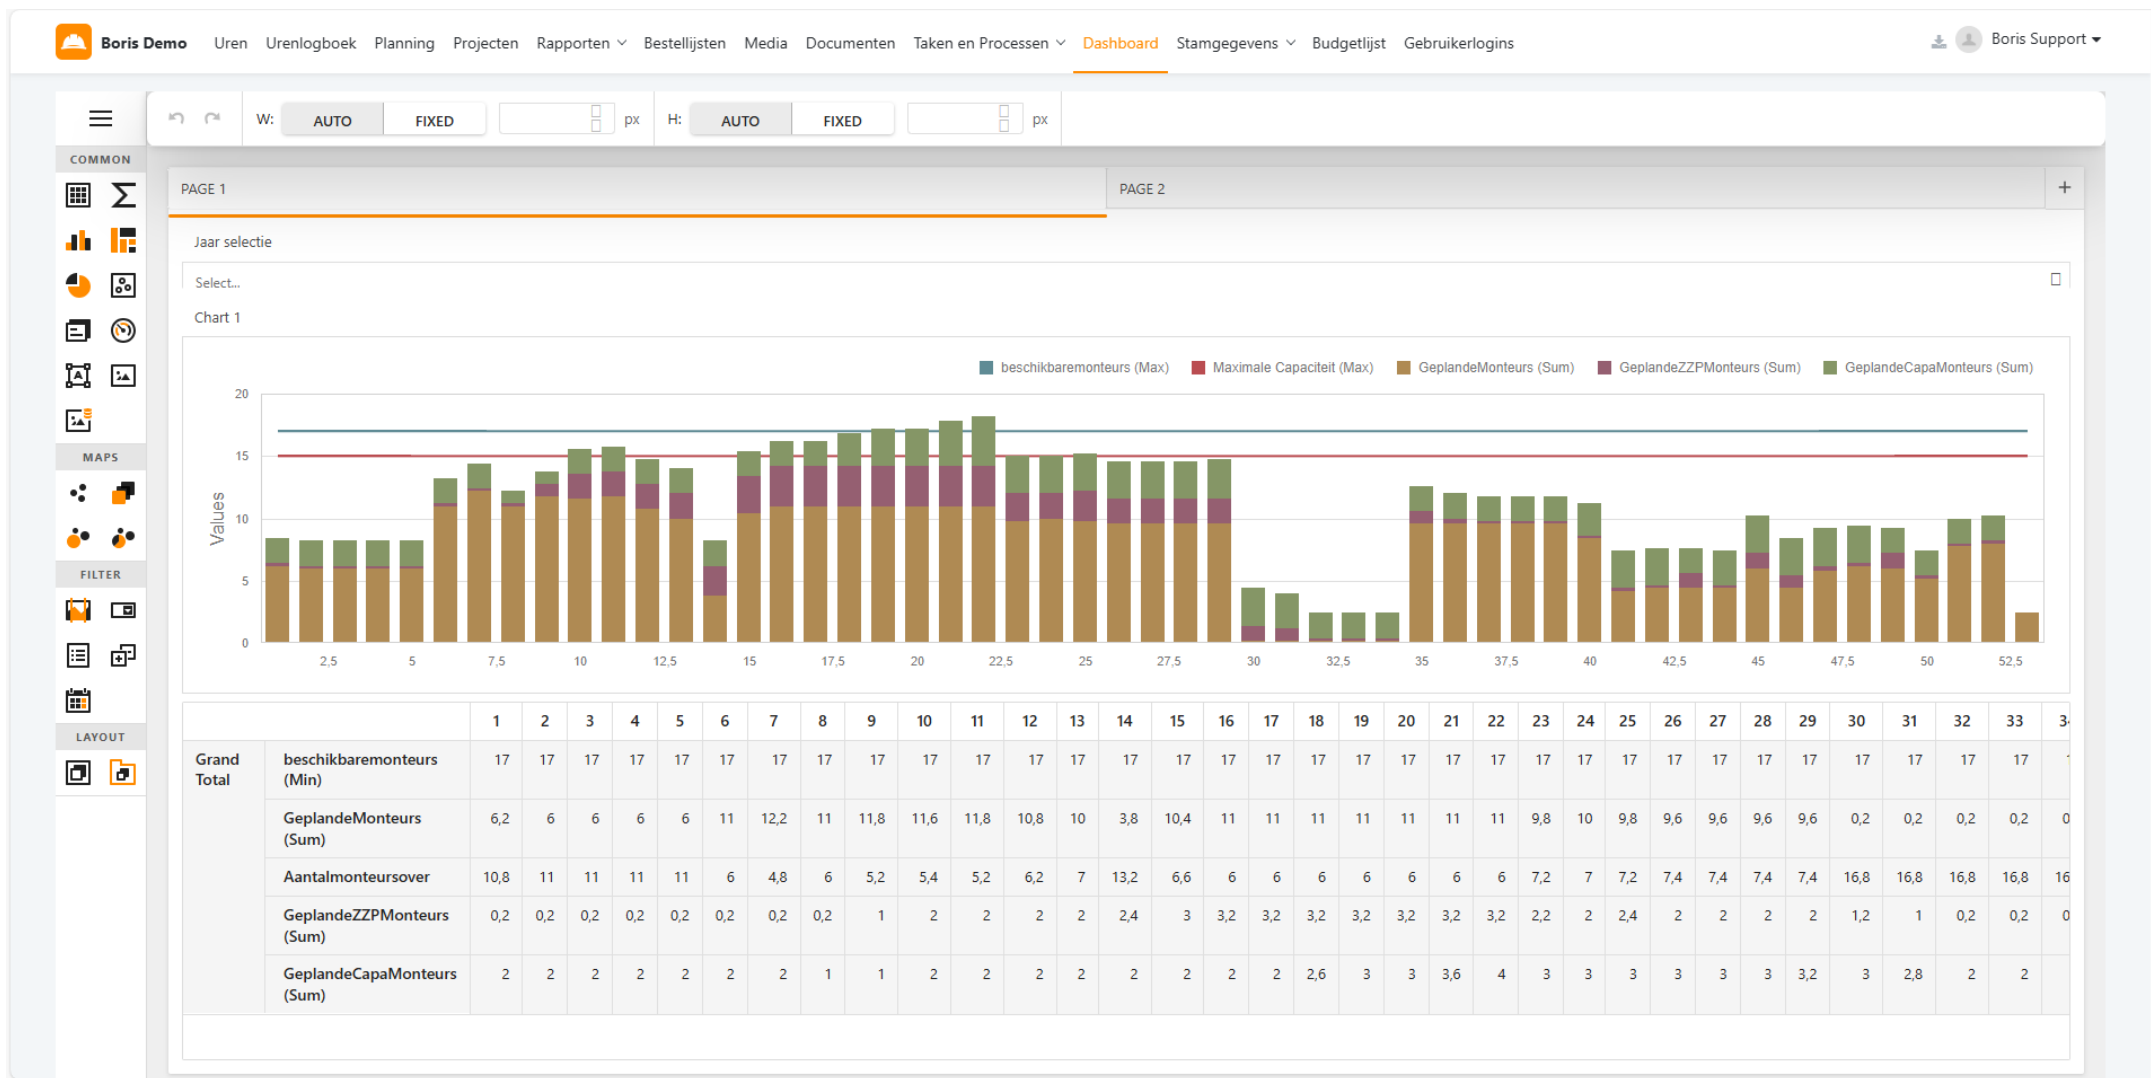 Boris Demo Uren Urenlogboek Planning Projecten Rapporten Bestellijsten Media Documenten Taken en Processen Dashboard Stamgegevens Budgetlijst Gebruikerlogins Boris Support
W: AUTO FIXED px H: AUTO FIXED px
COMMON
MAPS
FILTER
LAYOUT
PAGE 1 PAGE 2 +
Jaar selectie
Select...
Chart 1
beschikbaremonteurs (Max) Maximale Capaciteit (Max) GeplandeMonteurs (Sum) GeplandeZZPMonteurs (Sum) GeplandeCapaMonteurs (Sum)
Values
20
15
10
5
0
2,5 5 7,5 10 12,5 15 17,5 20 22,5 25 27,5 30 32,5 35 37,5 40 42,5 45 47,5 50 52,5
1 2 3 4 5 6 7 8 9 10 11 12 13 14 15 16 17 18 19 20 21 22 23 24 25 26 27 28 29 30 31 32 33
Grand Total
beschikbaremonteurs (Min) 17 17 17 17 17 17 17 17 17 17 17 17 17 17 17 17 17 17 17 17 17 17 17 17 17 17 17 17 17 17 17 17 17
GeplandeMonteurs (Sum) 6,2 6 6 6 6 11 12,2 11 11,8 11,6 11,8 10,8 10 3,8 10,4 11 11 11 11 11 11 11 9,8 10 9,8 9,6 9,6 9,6 9,6 0,2 0,2 0,2 0,2
Aantalmonteursover 10,8 11 11 11 11 6 4,8 6 5,2 5,4 5,2 6,2 7 13,2 6,6 6 6 6 6 6 6 6 7,2 7 7,2 7,4 7,4 7,4 7,4 16,8 16,8 16,8 16,8
GeplandeZZPMonteurs (Sum) 0,2 0,2 0,2 0,2 0,2 0,2 0,2 0,2 1 2 2 2 2 2,4 3 3,2 3,2 3,2 3,2 3,2 3,2 3,2 2,2 2 2,4 2 2 2 2 1,2 1 0,2 0,2
GeplandeCapaMonteurs (Sum) 2 2 2 2 2 2 2 1 1 2 2 2 2 2 2 2 2 2,6 3 3 3,6 4 3 3 3 3 3 3 3,2 3 2,8 2 2